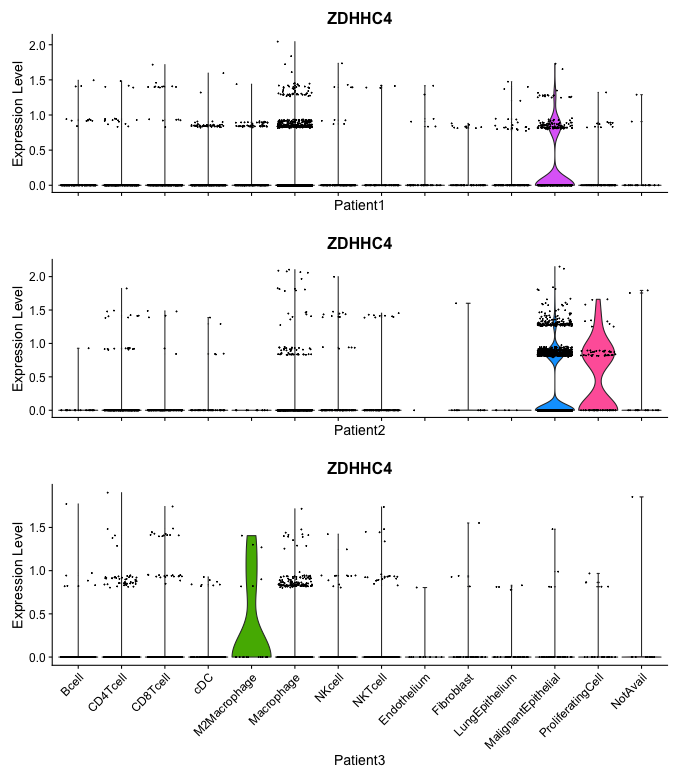 ZDHHC4
Expression Level
2.0
1.5
1.0
0.5
0.0
Patient1
ZDHHC4
Expression Level
2.0
1.5
1.0
0.5
0.0
Patient2
ZDHHC4
Expression Level
1.5
1.0
0.5
0.0
Bcell
CD4Tcell
CD8Tcell
cDC
M2Macrophage
Macrophage
NKcell
NKTcell
Endothelium
Fibroblast
LungEpithelium
MalignantEpithelial
ProliferatingCell
NotAvail
Patient3